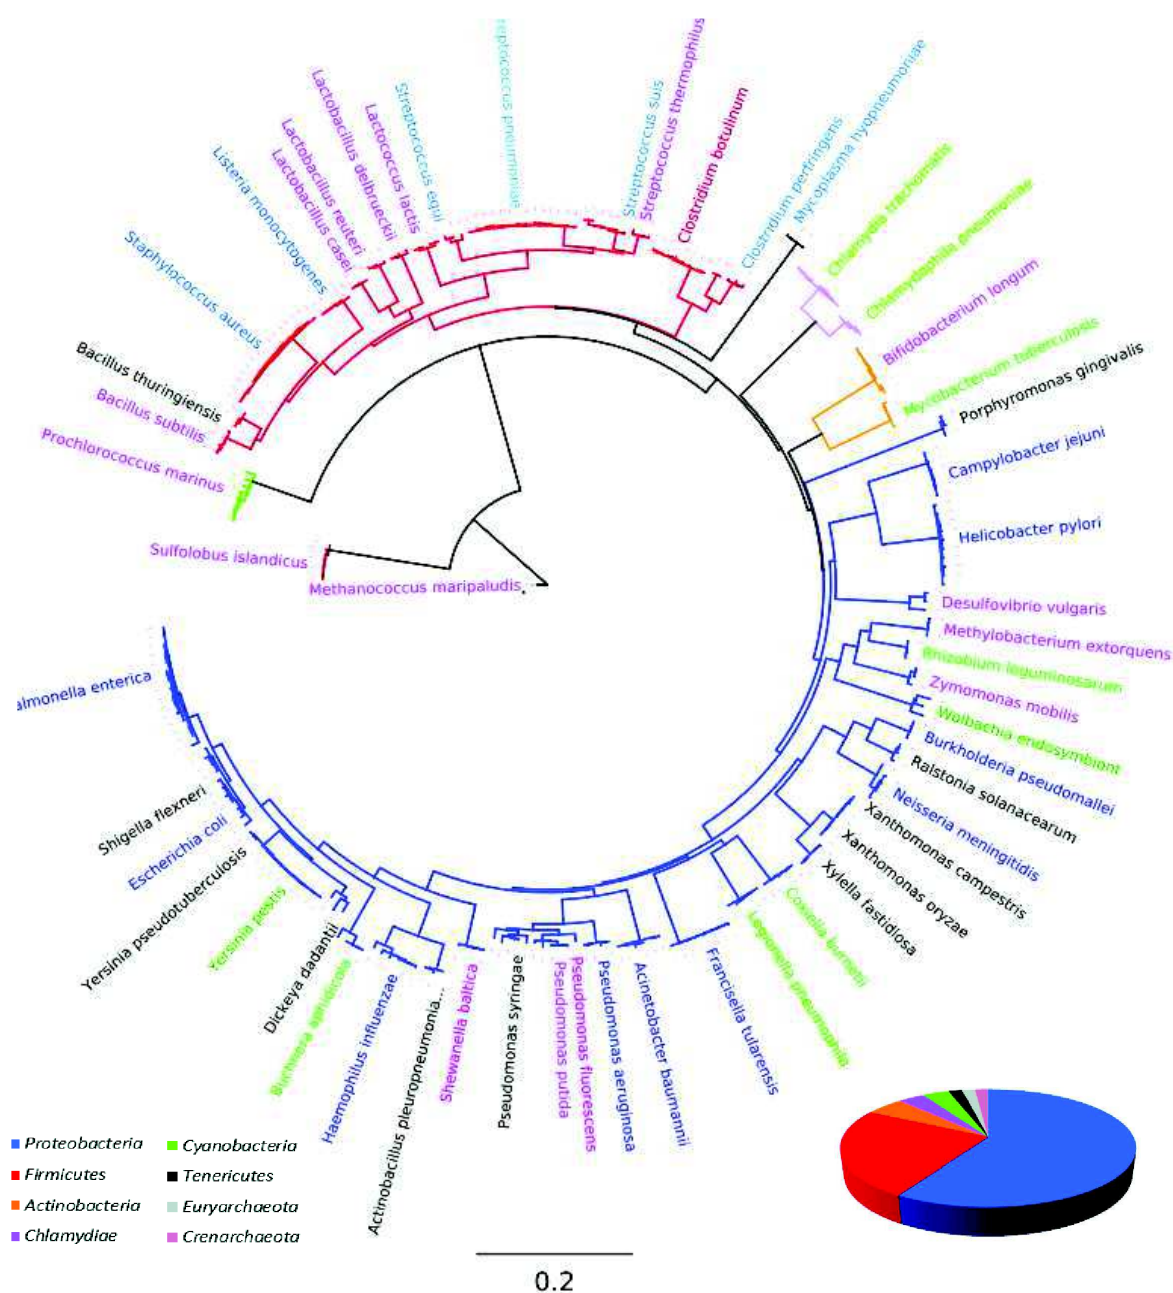 reptococcus pneumoniae
Streptococcus suis
Streptococcus thermophilus
Clostridium botulinum
Clostridium perfringens
Mycoplasma hyopneumoniae
Chlamydia trachomatis
Chlamydophila pneumoniae
Bifidobacterium longum
Mycobacterium tuberculosis
Porphyromonas gingivalis
Campylobacter jejuni
Helicobacter pylori
Desulfovibrio vulgaris
Methylobacterium extorquens
Rhizobium leguminosarum
Zymomonas mobilis
Wolbachia endosymbiont
Burkholderia pseudomallei
Ralstonia solanacearum
Neisseria meningitidis
Xanthomonas campestris
Xanthomonas oryzae
Xylella fastidiosa
Coxiella burnetii
Legionella pneumophila
Francisella tularensis
Acinetobacter baumannii
Pseudomonas aeruginosa
Pseudomonas fluorescens
Pseudomonas putida
Pseudomonas syringae
Shewanella baltica
Actinobacillus pleuropneumonia...
Haemophilus influenzae
Buchnera aphidicola
Dickeya dadantii
Yersinia pestis
Yersinia pseudotuberculosis
Escherichia coli
Shigella flexneri
almonella enterica
Methanococcus maripaludis
Sulfolobus islandicus
Prochlorococcus marinus
Bacillus subtilis
Bacillus thuringiensis
Staphylococcus aureus
Listeria monocytogenes
Lactobacillus casei
Lactobacillus reuteri
Lactobacillus delbrueckii
Lactococcus lactis
Streptococcus equi
Proteobacteria
Firmicutes
Actinobacteria
Chlamydiae
Cyanobacteria
Tenericutes
Euryarchaeota
Crenarchaeota
0.2